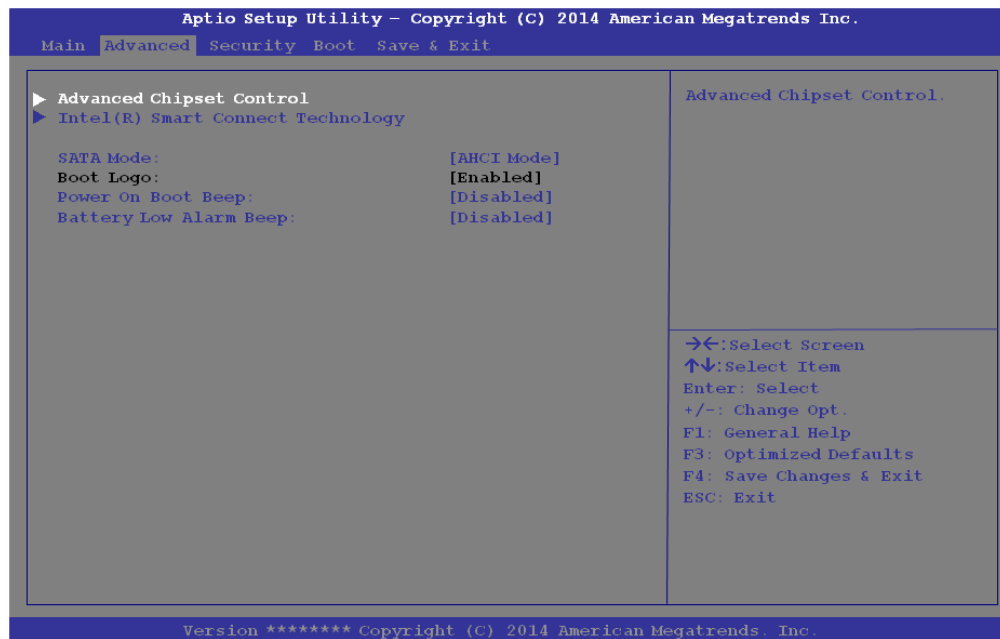 Aptio Setup Utility – Copyright (C) 2014 American Megatrends Inc.
Main Advanced Security Boot Save & Exit
Advanced Chipset Control
Intel(R) Smart Connect Technology
SATA Mode: [AHCI Mode]
Boot Logo: [Enabled]
Power On Boot Beep: [Disabled]
Battery Low Alarm Beep: [Disabled]
Advanced Chipset Control.
→←:Select Screen
↑↓:Select Item
Enter: Select
+/-: Change Opt.
F1: General Help
F3: Optimized Defaults
F4: Save Changes & Exit
ESC: Exit
Version ******** Copyright (C) 2014 American Megatrends. Inc.